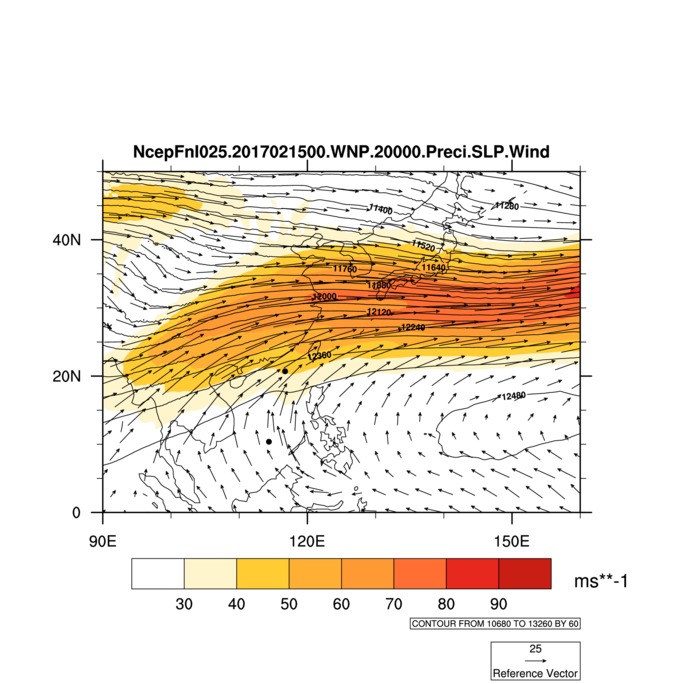 NcepFnl025.2017021500.WNP.20000.Preci.SLP.Wind
11400
11280
40N
11520
11760
11640
11880
12000
12120
12240
12360
20N
12480
0
90E 120E 150E
30 40 50 60 70 80 90
ms**-1
CONTOUR FROM 10680 TO 13260 BY 60
25
Reference Vector